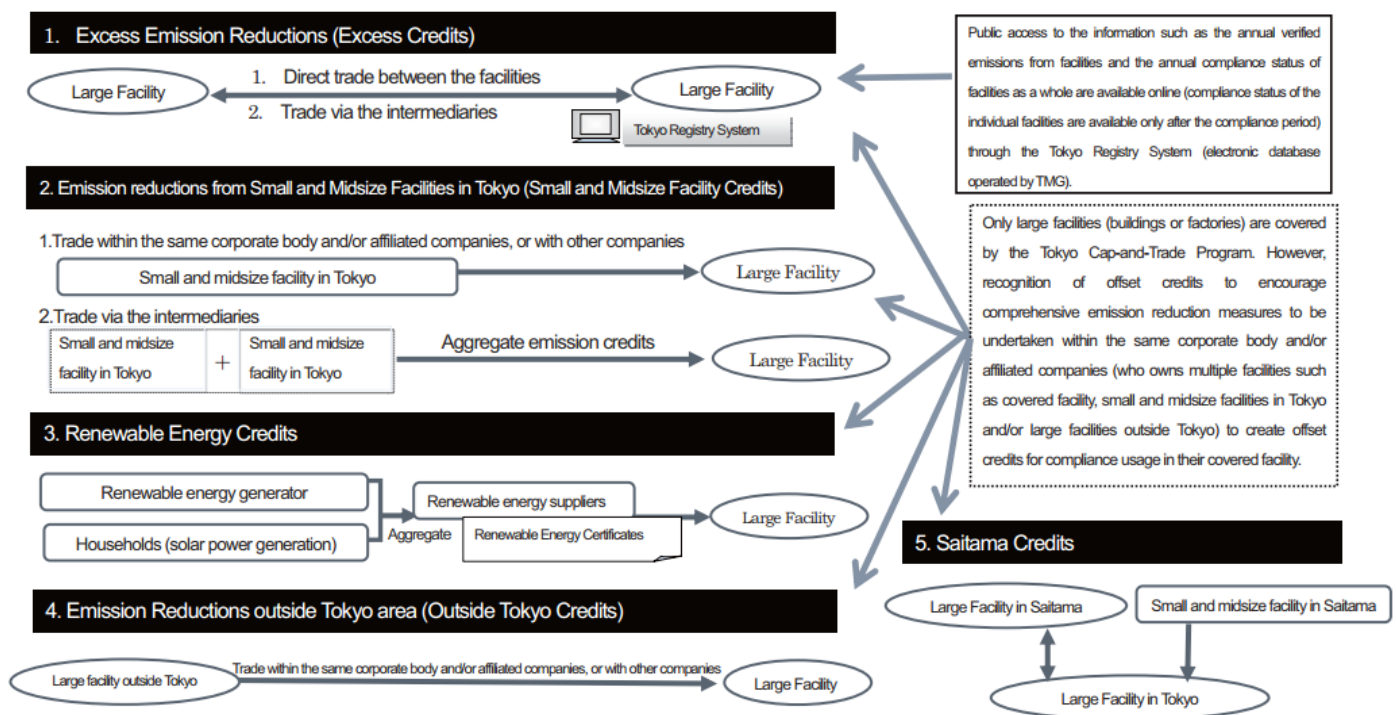 1. Excess Emission Reductions (Excess Credits)
Large Facility
1. Direct trade between the facilities
2. Trade via the intermediaries
Large Facility
Tokyo Registry System
2. Emission reductions from Small and Midsize Facilities in Tokyo (Small and Midsize Facility Credits)
1.Trade within the same corporate body and/or affiliated companies, or with other companies
Small and midsize facility in Tokyo
Large Facility
2.Trade via the intermediaries
Small and midsize
facility in Tokyo
+
Small and midsize
facility in Tokyo
Aggregate emission credits
Large Facility
3. Renewable Energy Credits
Renewable energy generator
Households (solar power generation)
Aggregate
Renewable energy suppliers
Renewable Energy Certificates
Large Facility
4. Emission Reductions outside Tokyo area (Outside Tokyo Credits)
Large facility outside Tokyo
Trade within the same corporate body and/or affiliated companies, or with other companies
Large Facility
Public access to the information such as the annual verified
emissions from facilities and the annual compliance status of
facilities as a whole are available online (compliance status of the
individual facilities are available only after the compliance period)
through the Tokyo Registry System (electronic database
operated by TMG).
Only large facilities (buildings or factories) are covered
by the Tokyo Cap-and-Trade Program. However,
recognition of offset credits to encourage
comprehensive emission reduction measures to be
undertaken within the same corporate body and/or
affiliated companies (who owns multiple facilities such
as covered facility, small and midsize facilities in Tokyo
and/or large facilities outside Tokyo) to create offset
credits for compliance usage in their covered facility.
5. Saitama Credits
Large Facility in Saitama
Small and midsize facility in Saitama
Large Facility in Tokyo